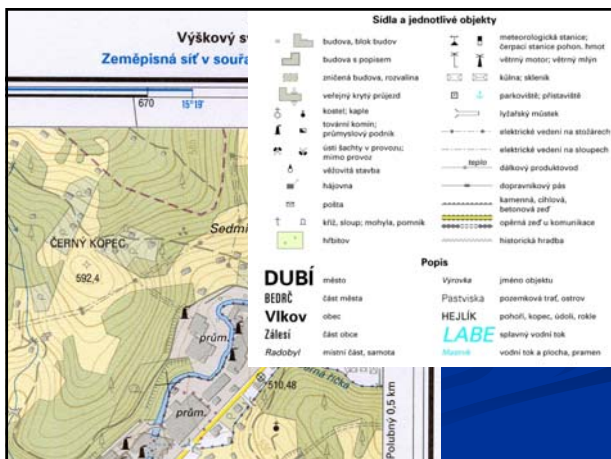 Výškový s
Zeměpisná síť v souřa
670
15°19'
ČERNÝ KOPEC
592,4
Sedmi
prům.
prům.
510,48
Polubný 0,5 km
Sídla a jednotlivé objekty
budova, blok budov
budova s popisem
zničená budova, rozvalina
veřejný krytý průjezd
kostel; kaple
tovární komín;
průmyslový podnik
ústí šachty v provozu;
mimo provoz
věžovitá stavba
hájovna
pošta
kříž, sloup; mohyla, pomník
hřbitov
meteorologická stanice;
čerpací stanice pohon. hmot
větrný motor; větrný mlýn
kůlna; skleník
parkoviště; přístaviště
lyžařský můstek
elektrické vedení na stožárech
elektrické vedení na sloupech
teplo
dálkový produktovod
dopravníkový pás
kamenná, cihlová,
betonová zeď
opěrná zeď u komunikace
historická hradba
Popis
DUBÍ město
BEDRČ část města
Vlkov obec
Zálesí část obce
Radobyl místní část, samota
Výrovka jméno objektu
Pastviska pozemková trať, ostrov
HEJLÍK pohoří, kopec, údolí, rokle
LABE splavný vodní tok
vodní tok a plocha, pramen